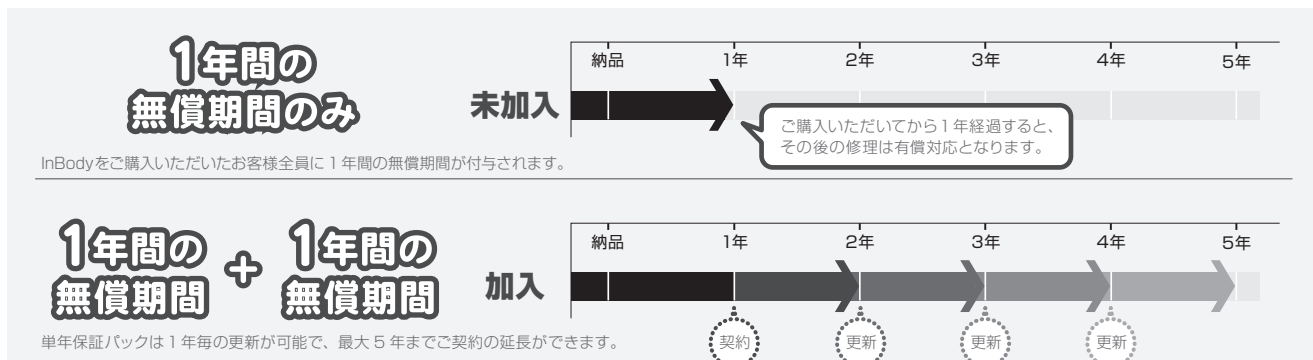 1年間の
無償期間のみ
未加入
納品 1年 2年 3年 4年 5年
ご購入いただいてから1年経過すると、
その後の修理は有償対応となります。
InBodyをご購入いただいたお客様全員に1年間の無償期間が付与されます。
1年間の
無償期間
+
1年間の
無償期間
加入
納品 1年 2年 3年 4年 5年
契約 更新 更新 更新
単年保証パックは1年毎の更新が可能で、最大5年までご契約の延長ができます。